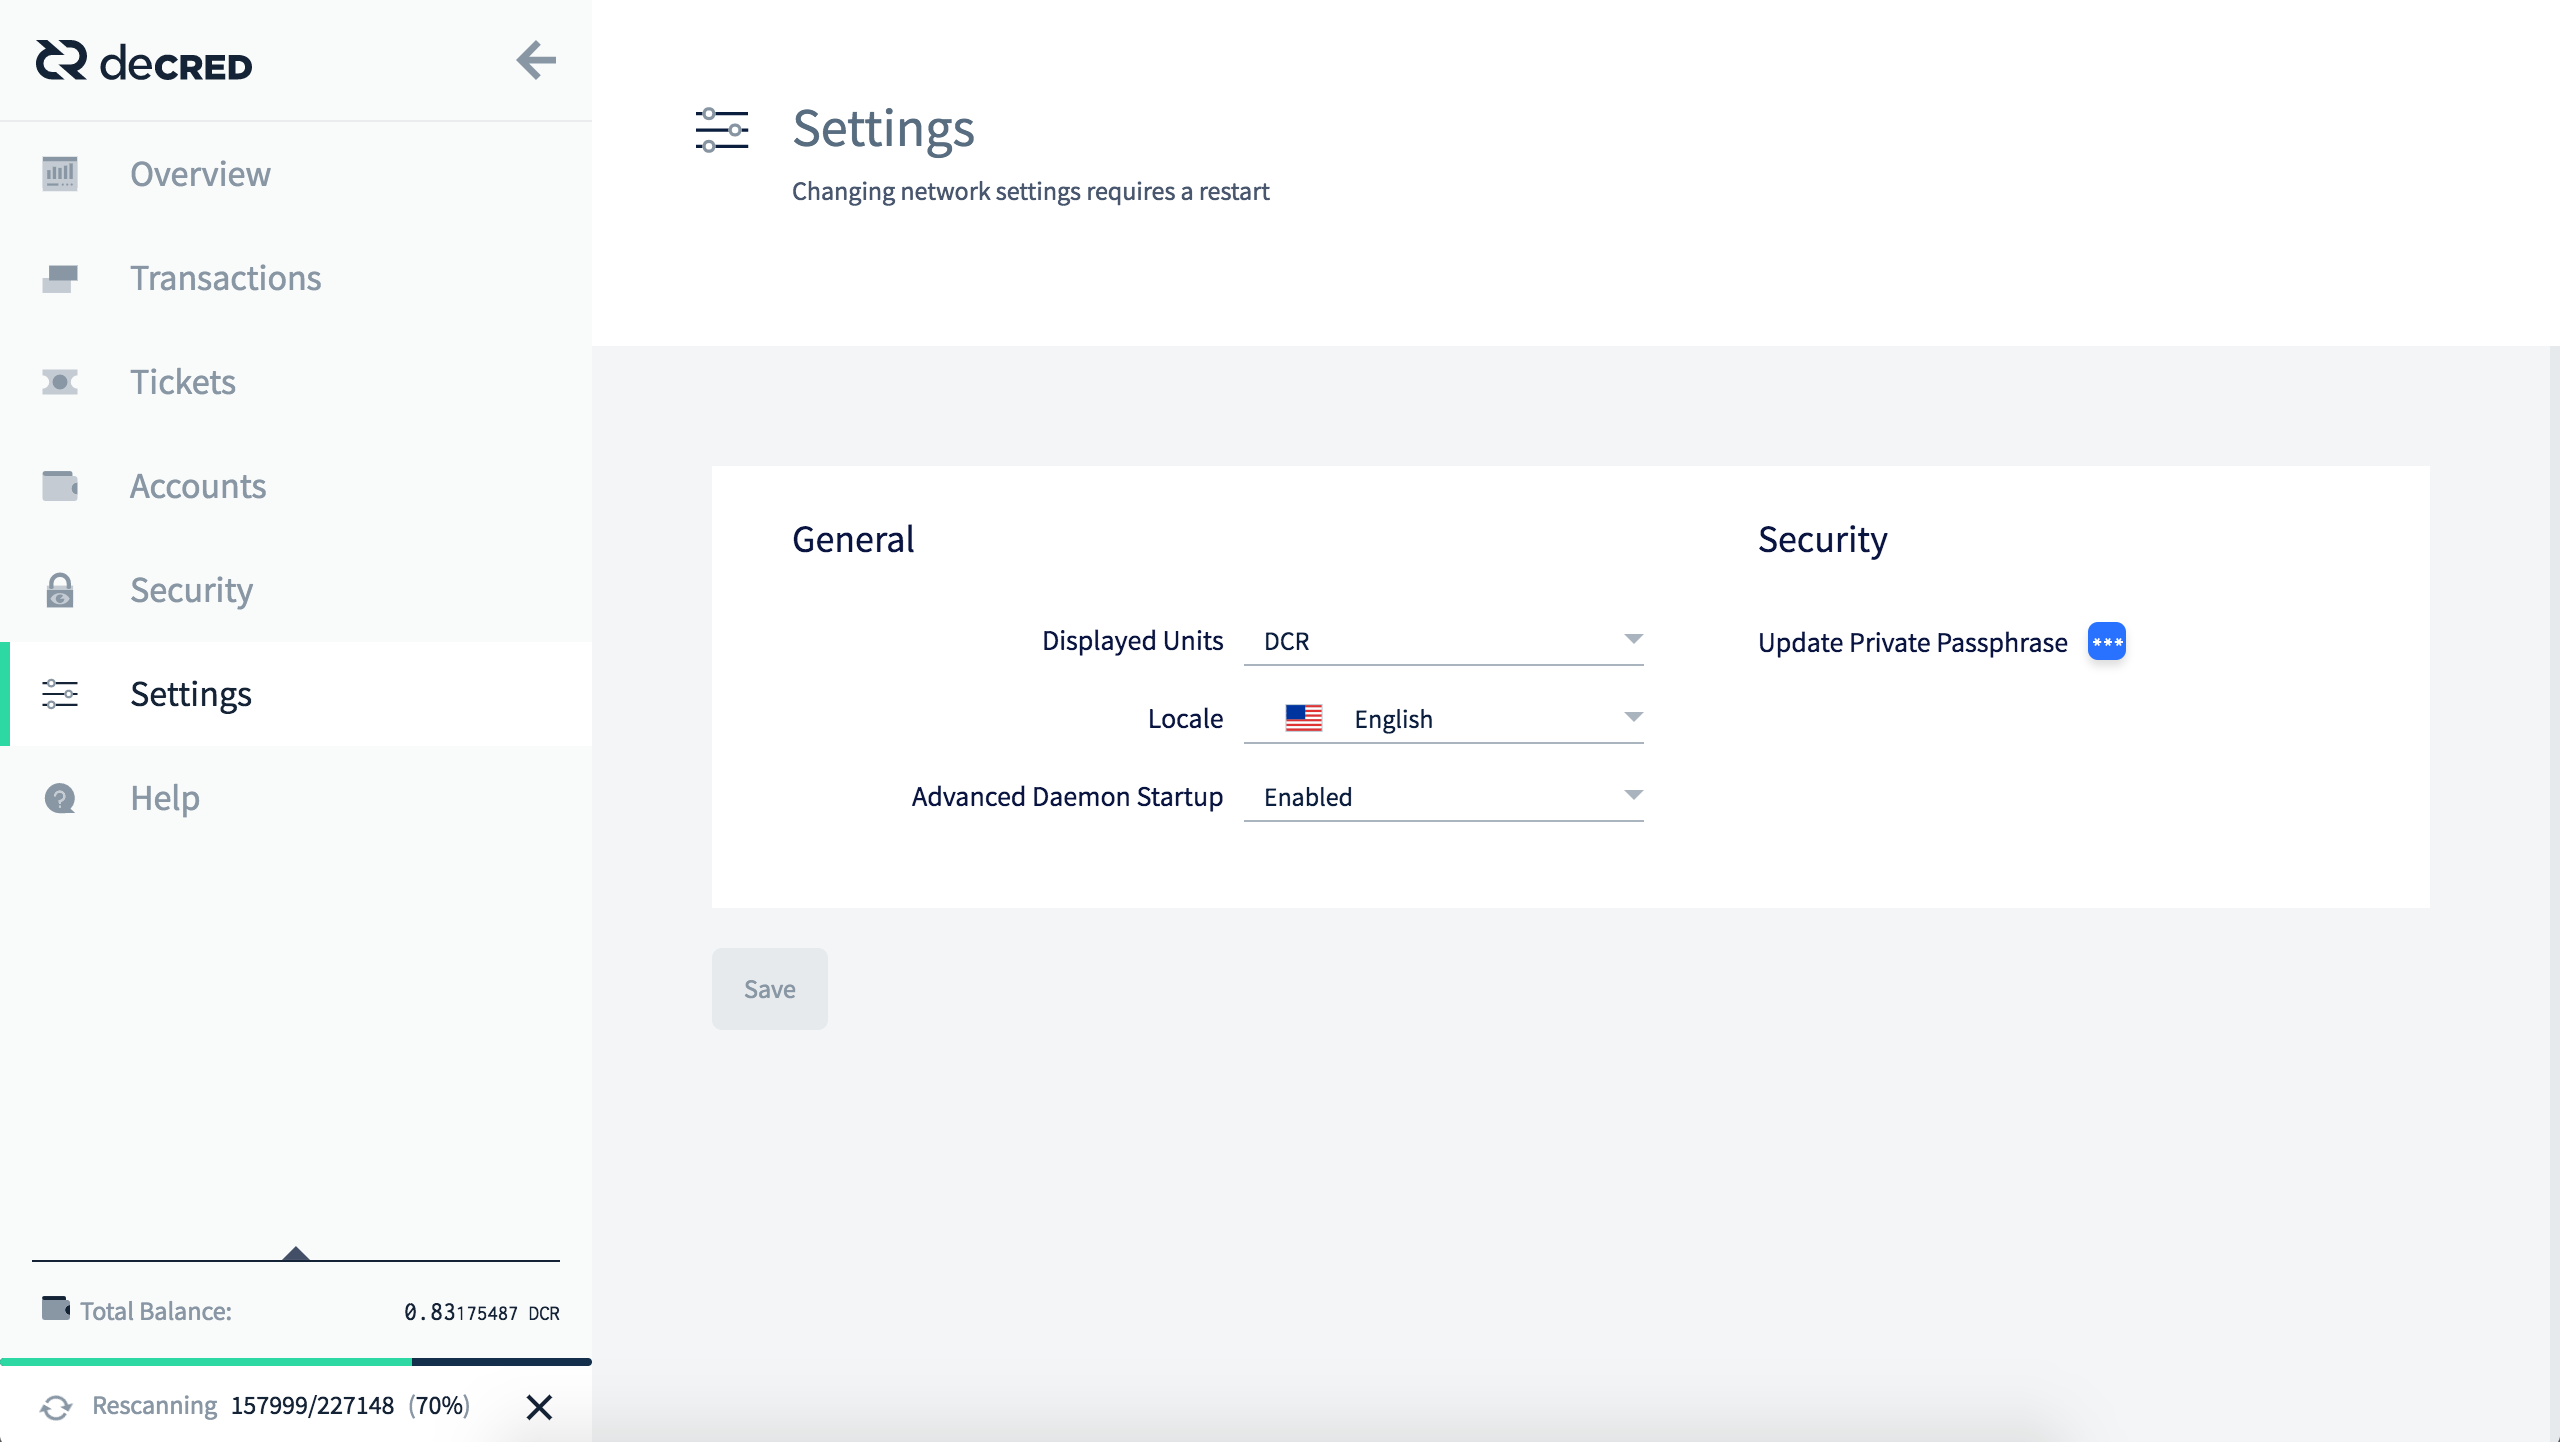 decred
Overview
Transactions
Tickets
Accounts
Security
Settings
Help
Total Balance: 0.83175487 DCR
Rescanning 157999/227148 (70%)
Settings
Changing network settings requires a restart
General
Displayed Units DCR
Locale English
Advanced Daemon Startup Enabled
Security
Update Private Passphrase ***
Save